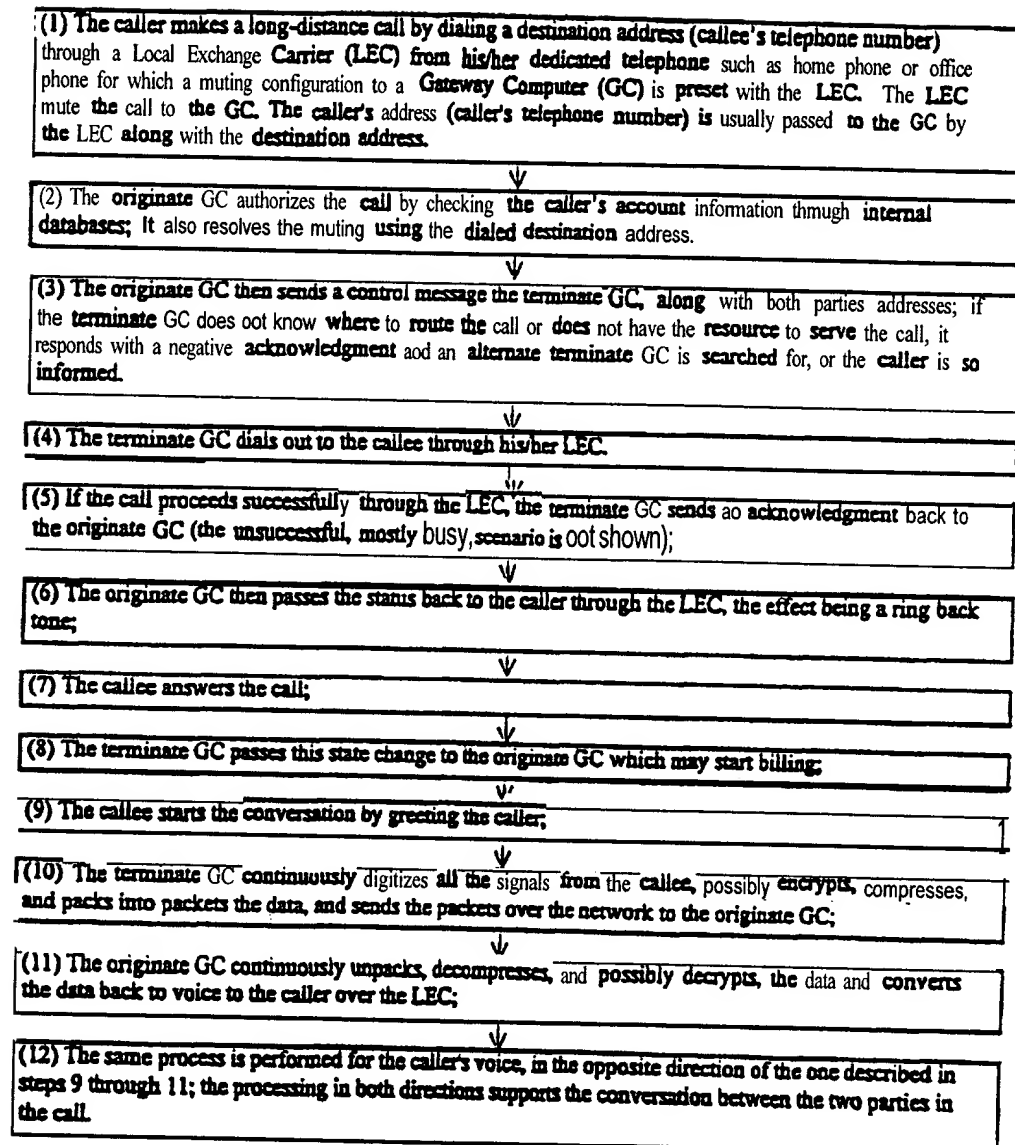 (1) The caller makes a long-distance call by dialing a destination address (callee's telephone number)
through a Local Exchange Carrier (LEC) from his/her dedicated telephone such as home phone or office
phone for which a muting configuration to a Gateway Computer (GC) is preset with the LEC. The LEC
mute the call to the GC. The caller's address (caller's telephone number) is usually passed to the GC by
the LEC along with the destination address.
(2) The originate GC authorizes the call by checking the caller's account information thmugh internal
databases; It also resolves the muting using the dialed destination address.
(3) The originate GC then sends a control message the terminate GC, along with both parties addresses; if
the terminate GC does oot know where to route the call or does not have the resource to serve the call, it
responds with a negative acknowledgment aod an alternate terminate GC is searched for, or the caller is so
informed.
(4) The terminate GC dials out to the callee through his/her LEC.
(5) If the call proceeds successfully through the LEC, the terminate GC sends ao acknowledgment back to
the originate GC (the unsuccessful, mostly busy, scenario is oot shown);
(6) The originate GC then passes the status back to the caller through the LEC, the effect being a ring back
tone;
(7) The callee answers the call;
(8) The terminate GC passes this state change to the originate GC which may start billing;
(9) The callee starts the conversation by greeting the caller;
(10) The terminate GC continuously digitizes all the signals from the callee, possibly encrypts, compresses,
and packs into packets the data, and sends the packets over the network to the originate GC;
(11) The originate GC continuously unpacks, decompresses, and possibly decrypts, the data and converts
the data back to voice to the caller over the LEC;
(12) The same process is performed for the caller's voice, in the opposite direction of the one described in
steps 9 through 11; the processing in both directions supports the conversation between the two parties in
the call.